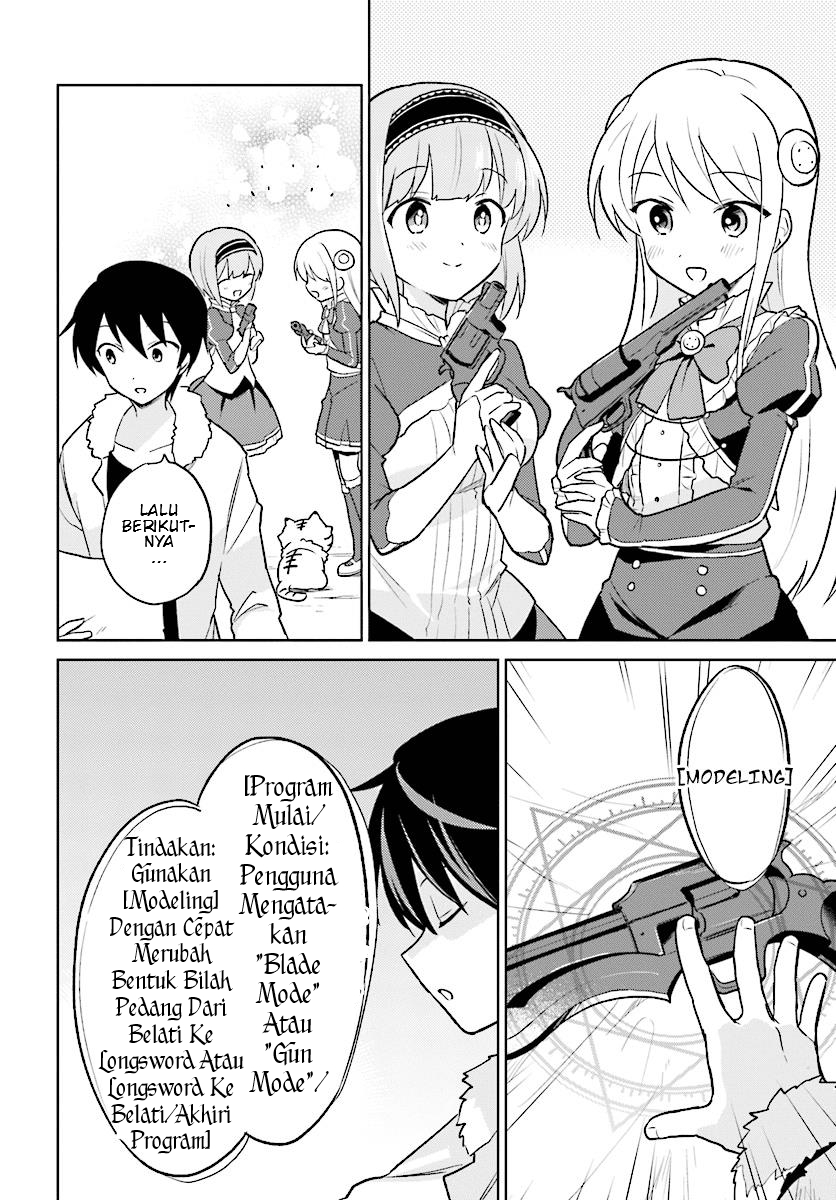 LALU
BERIKUT-
NYA
...
[MODELING]
[Program
Mulai/
Kondisi:
Pengguna
Mengata-
kan
"Blade
Mode"
Atau
"Gun
Mode"/
Tindakan:
Gunakan
[Modeling]
Dengan Cepat
Merubah
Bentuk Bilah
Pedang Dari
Belati Ke
Longsword Atau
Longsword Ke
Belati/Akhiri
Program]